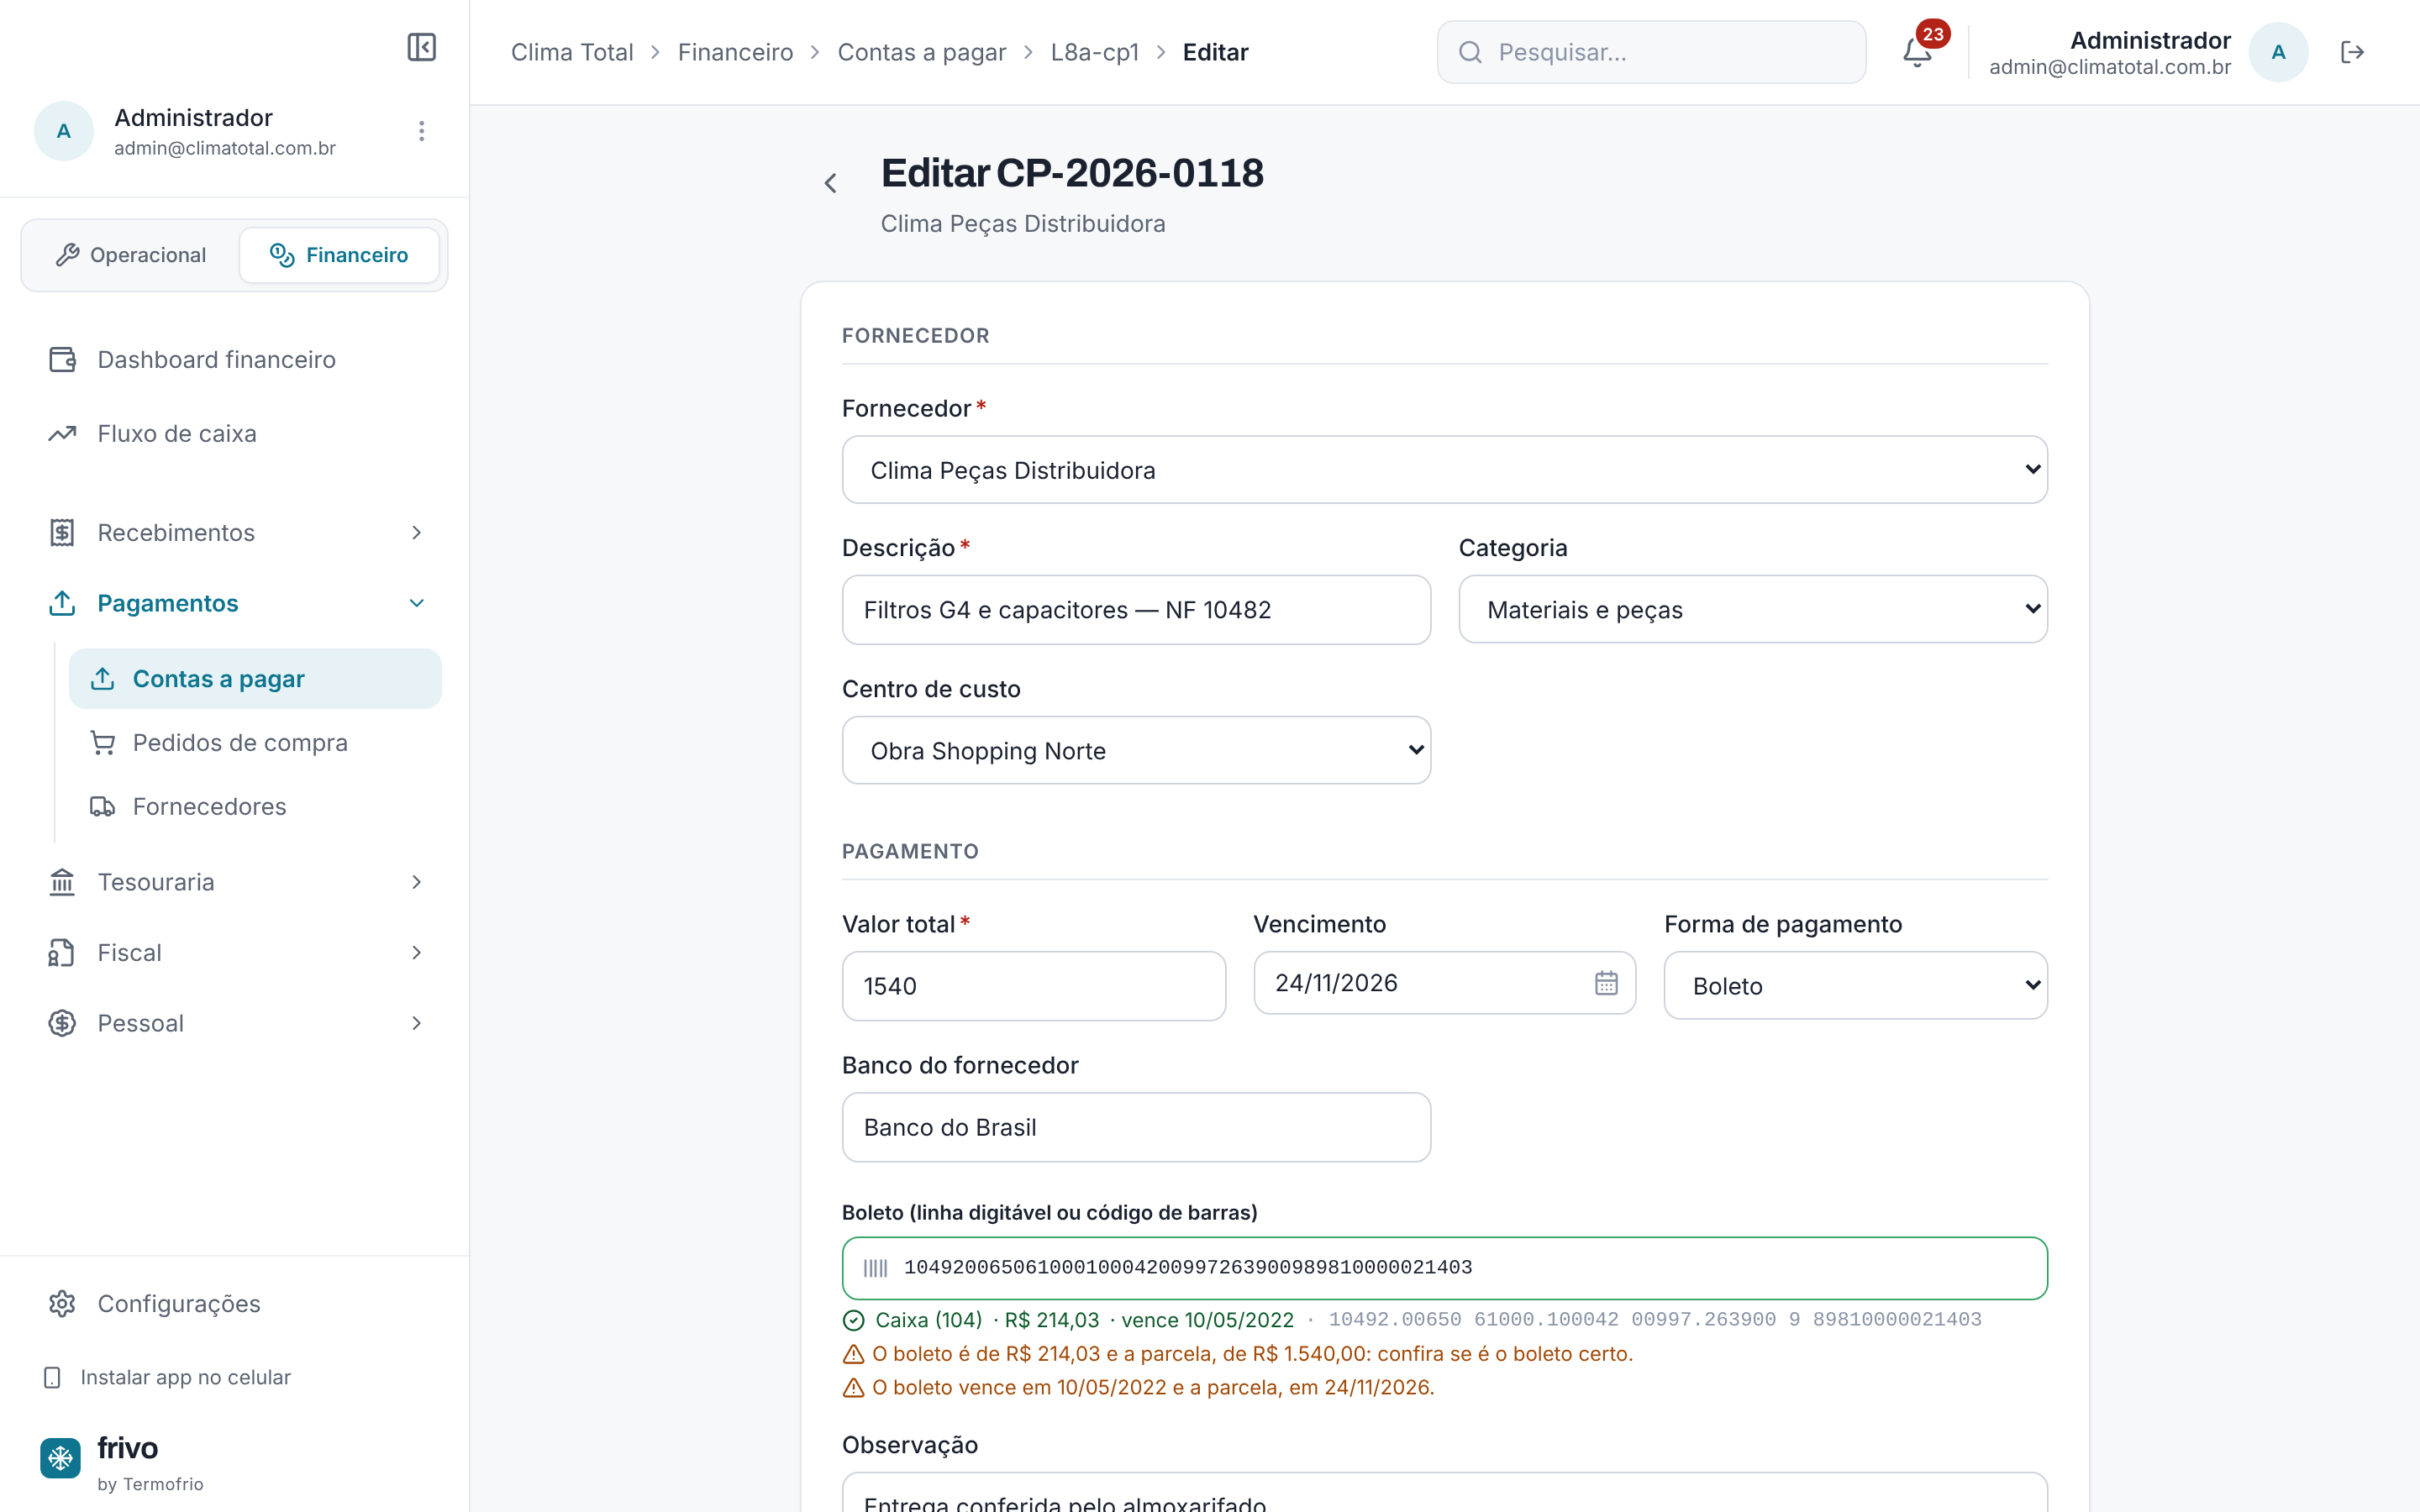 Clima Total > Financeiro > Contas a pagar > L8a-cp1 > Editar
Pesquisar...
23
Administrador
admin@climatotal.com.br
A
A
Administrador
admin@climatotal.com.br
Operacional
Financeiro
Dashboard financeiro
Fluxo de caixa
Recebimentos
Pagamentos
Contas a pagar
Pedidos de compra
Fornecedores
Tesouraria
Fiscal
Pessoal
Configurações
Instalar app no celular
frivo
by Termofrio
Editar CP-2026-0118
Clima Peças Distribuidora
FORNECEDOR
Fornecedor*
Clima Peças Distribuidora
Descrição* Categoria
Filtros G4 e capacitores — NF 10482 Materiais e peças
Centro de custo
Obra Shopping Norte
PAGAMENTO
Valor total* Vencimento Forma de pagamento
1540 24/11/2026 Boleto
Banco do fornecedor
Banco do Brasil
Boleto (linha digitável ou código de barras)
10492006506100010004200997263900989810000021403
Caixa (104) · R$ 214,03 · vence 10/05/2022 · 10492.00650 61000.100042 00997.263900 9 89810000021403
O boleto é de R$ 214,03 e a parcela, de R$ 1.540,00: confira se é o boleto certo.
O boleto vence em 10/05/2022 e a parcela, em 24/11/2026.
Observação
Entrega conferida pelo almoxarifado